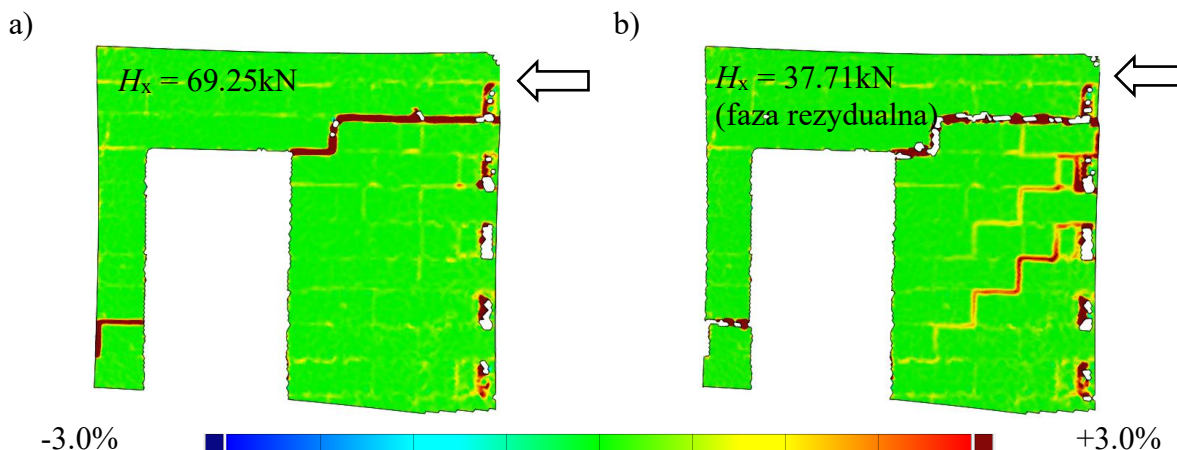 a)
b)
Hx = 69.25kN
Hx = 37.71kN
(faza rezydualna)
-3.0%
+3.0%